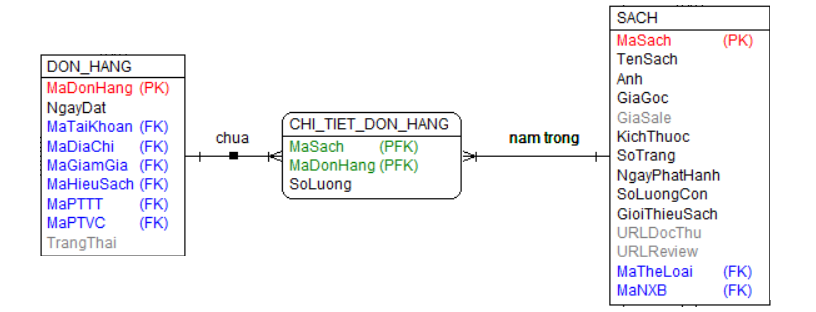 DON_HANG
MaDonHang (PK)
NgayDat
MaTaiKhoan (FK)
MaDiaChi (FK)
MaGiamGia (FK)
MaHieuSach (FK)
MaPTTT (FK)
MaPTVC (FK)
TrangThai
chua
CHI_TIET_DON_HANG
MaSach (PFK)
MaDonHang (PFK)
SoLuong
nam trong
SACH
MaSach (PK)
TenSach
Anh
GiaGoc
GiaSale
KichThuoc
SoTrang
NgayPhatHanh
SoLuongCon
GioiThieuSach
URLDocThu
URLReview
MaTheLoai (FK)
MaNXB (FK)